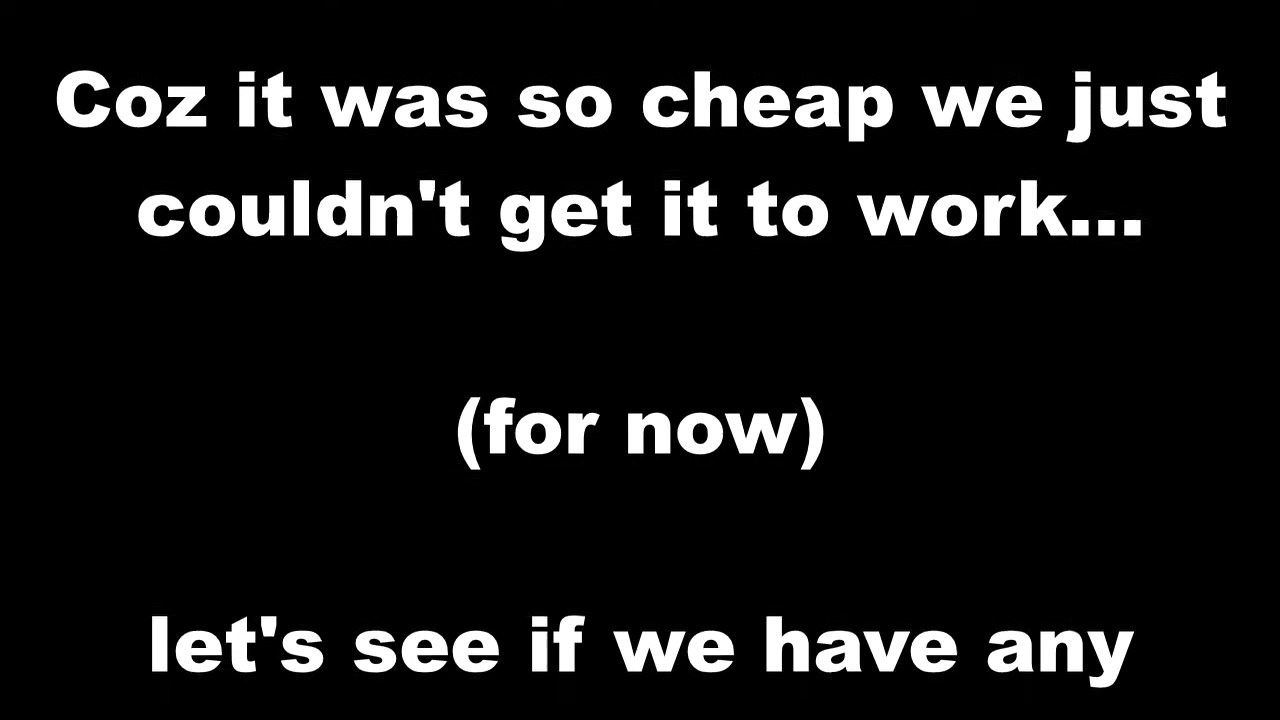 Coz it was so cheap we just
couldn't get it to work...
(for now)
let's see if we have any